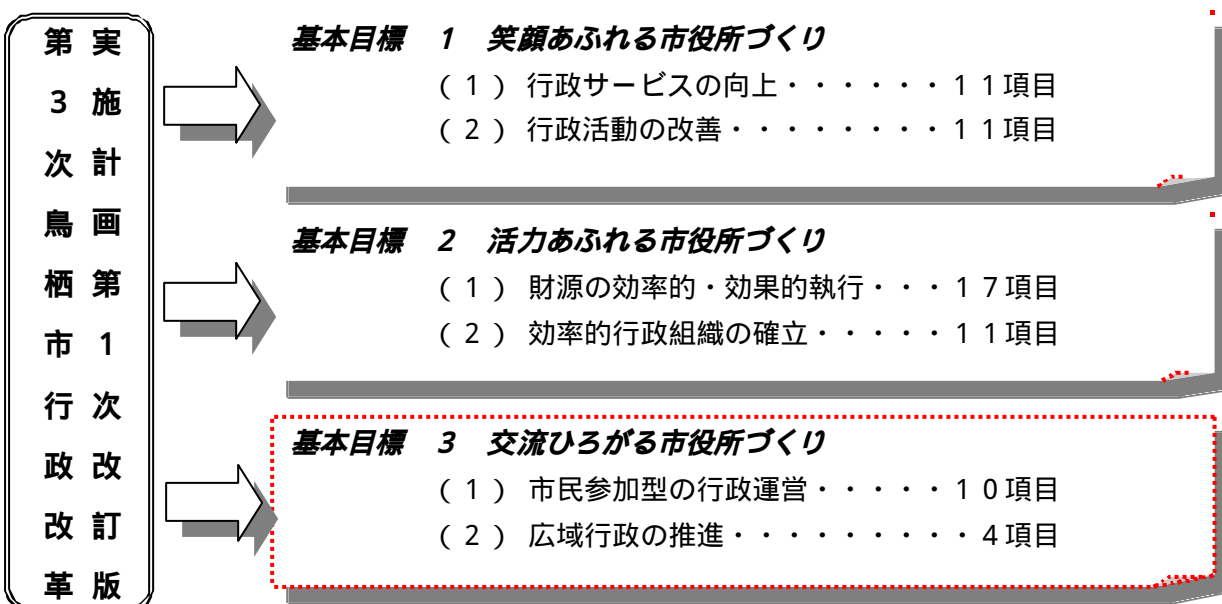 第３次鳥栖市行政改革
実施計画第１次改訂版
基本目標　１　笑顔あふれる市役所づくり
（１）行政サービスの向上・・・・・・１１項目
（２）行政活動の改善・・・・・・・・１１項目
基本目標　２　活力あふれる市役所づくり
（１）財源の効率的・効果的執行・・・１７項目
（２）効率的行政組織の確立・・・・・１１項目
基本目標　３　交流ひろがる市役所づくり
（１）市民参加型の行政運営・・・・・１０項目
（２）広域行政の推進・・・・・・・・・４項目